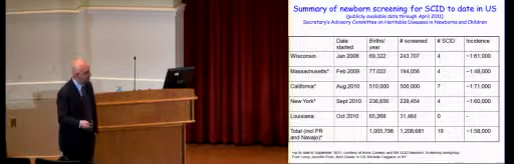 Summary of newborn screening for SCID to date in US
(publicly available data through April 2011)
Secretary's Advisory Committee on Heritable Diseases in Newborns and Children
Date started Births/year # screened # SCID Incidence
Wisconsin Jan 2008 69,322 243,707 4 ~1:61,000
Massachusetts* Feb 2009 77,022 194,056 4 ~1:48,000
California* Aug 2010 510,000 500,000 7 ~1:71,000
New York* Sept 2010 236,656 239,454 4 ~1:60,000
Louisiana Oct 2010 65,268 31,464 0 -
Total (incl PR and Navajo)* 1,005,796 1,208,681 19 ~1:58,000